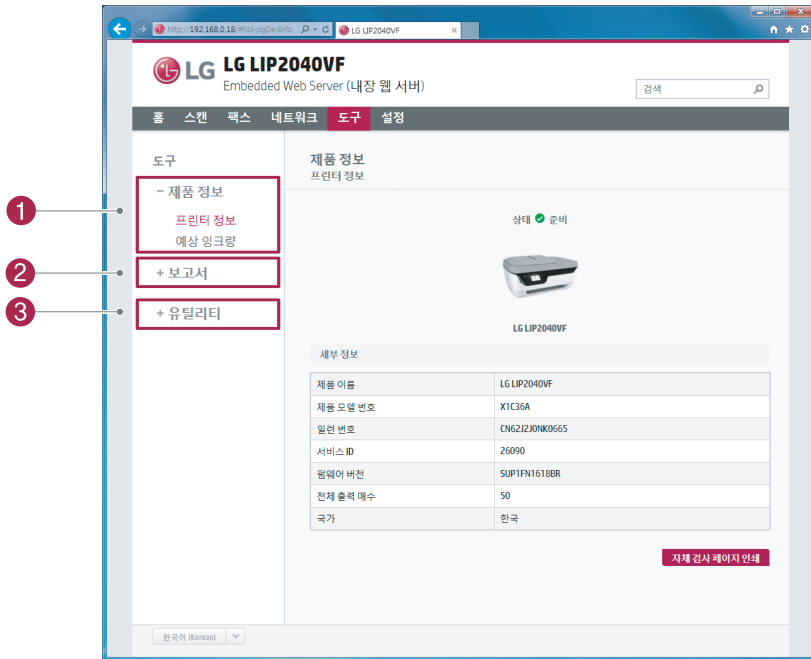 http://192.168.0.18/#hId-pgDevInfo
LG LIP2040VF
LG
LG LIP2040VF
Embedded Web Server (내장 웹 서버)
검색
홈 스캔 팩스 네트워크 도구 설정
도구
− 제품 정보
프린터 정보
예상 잉크량
+ 보고서
+ 유틸리티
1
2
3
제품 정보
프린터 정보
상태 준비
LG LIP2040VF
세부 정보
제품 이름 LG LIP2040VF
제품 모델 번호 X1C36A
일련 번호 CN62J2J0NK0665
서비스 ID 26090
펌웨어 버전 SUP1FN1618BR
전체 출력 매수 50
국가 한국
자체 검사 페이지 인쇄
한국어 (Korean)